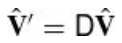 V̂′ = DV̂